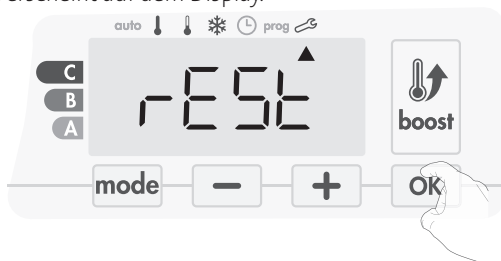 erscheint auf dem Display.
auto prog
C
B
A
rESt
boost
mode − + OK